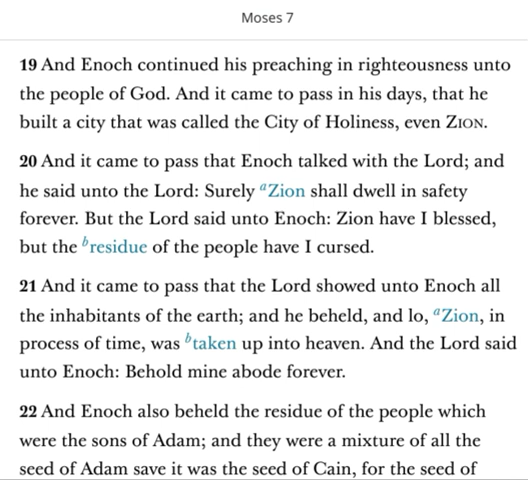 Moses 7
19 And Enoch continued his preaching in righteousness unto
the people of God. And it came to pass in his days, that he
built a city that was called the City of Holiness, even ZION.
20 And it came to pass that Enoch talked with the Lord; and
he said unto the Lord: Surely aZion shall dwell in safety
forever. But the Lord said unto Enoch: Zion have I blessed,
but the bresidue of the people have I cursed.
21 And it came to pass that the Lord showed unto Enoch all
the inhabitants of the earth; and he beheld, and lo, aZion, in
process of time, was btaken up into heaven. And the Lord said
unto Enoch: Behold mine abode forever.
22 And Enoch also beheld the residue of the people which
were the sons of Adam; and they were a mixture of all the
seed of Adam save it was the seed of Cain, for the seed of